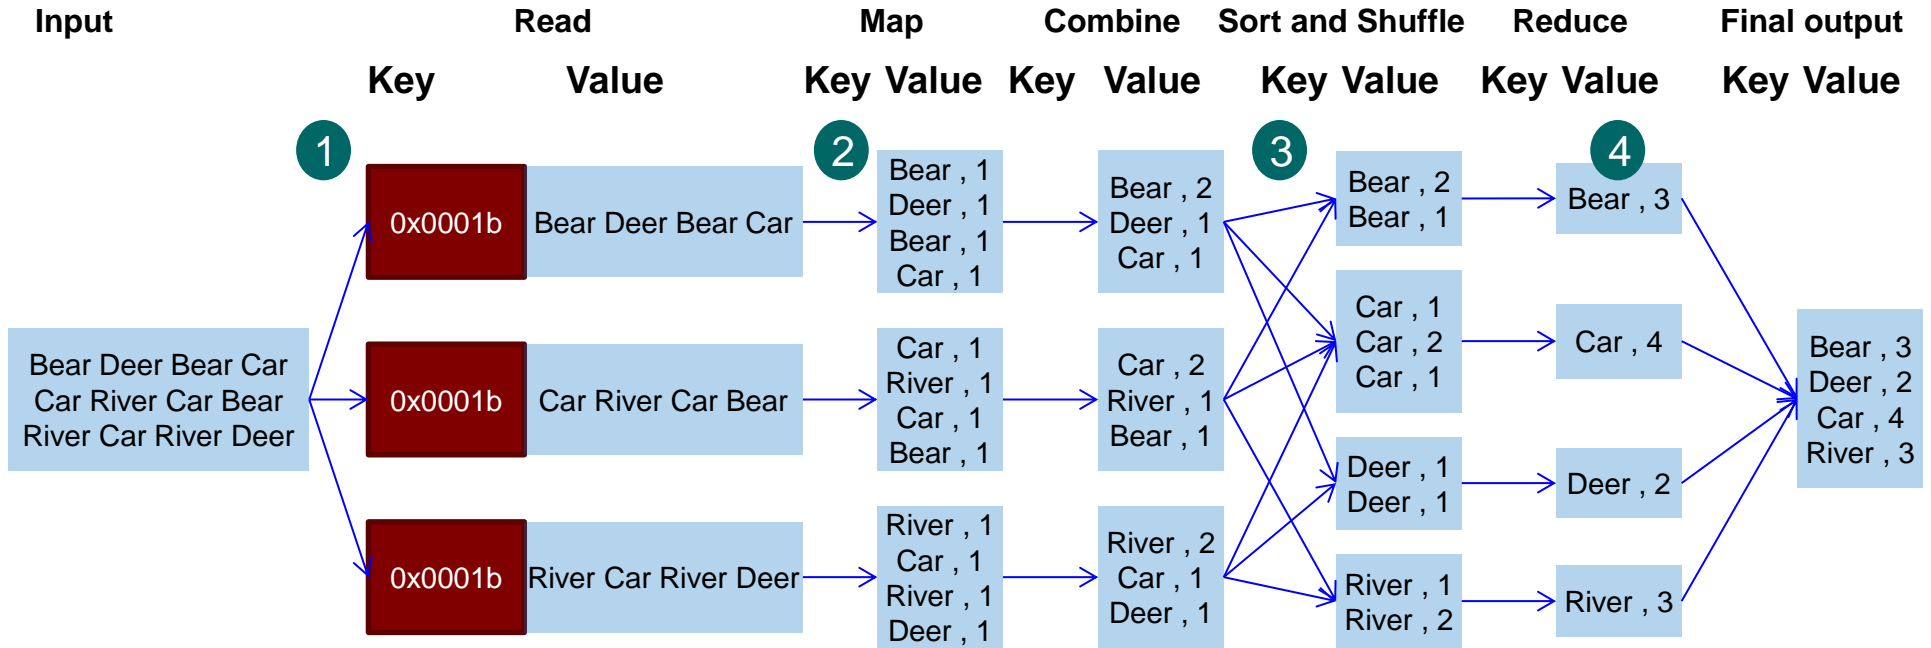 Input Read Map Combine Sort and Shuffle Reduce Final output
Key Value Key Value Key Value Key Value Key Value Key Value
1
2
3
4
Bear Deer Bear Car
Car River Car Bear
River Car River Deer
0x0001b
Bear Deer Bear Car
0x0001b
Car River Car Bear
0x0001b
River Car River Deer
Bear , 1
Deer , 1
Bear , 1
Car , 1
Car , 1
River , 1
Car , 1
Bear , 1
River , 1
Car , 1
River , 1
Deer , 1
Bear , 2
Deer , 1
Car , 1
Car , 2
River , 1
Bear , 1
River , 2
Car , 1
Deer , 1
Bear , 2
Bear , 1
Car , 1
Car , 2
Car , 1
Deer , 1
Deer , 1
River , 1
River , 2
Bear , 3
Car , 4
Deer , 2
River , 3
Bear , 3
Deer , 2
Car , 4
River , 3